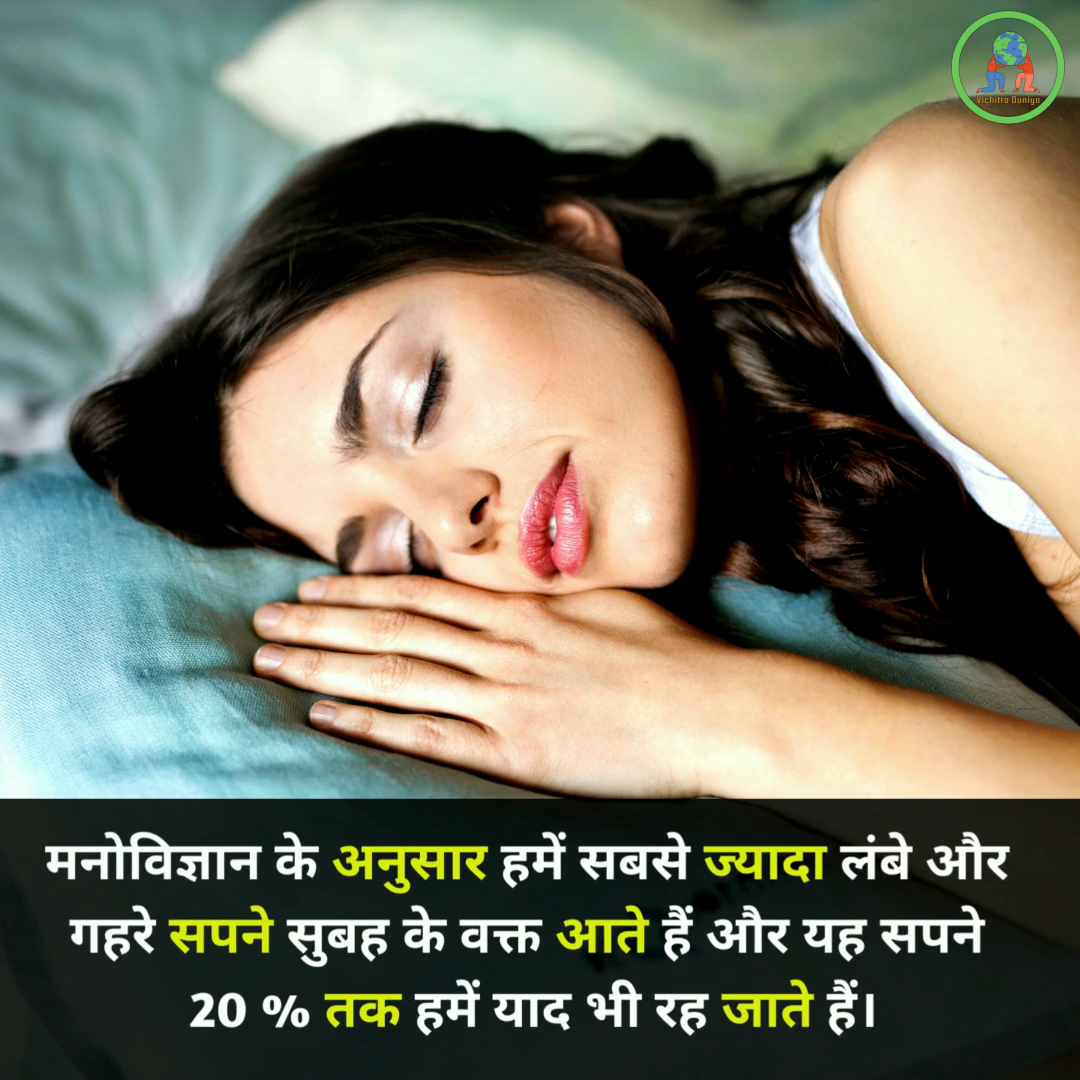 Vichitra Duniya
मनोविज्ञान के अनुसार हमें सबसे ज्यादा लंबे और
गहरे सपने सुबह के वक्त आते हैं और यह सपने
20 % तक हमें याद भी रह जाते हैं।